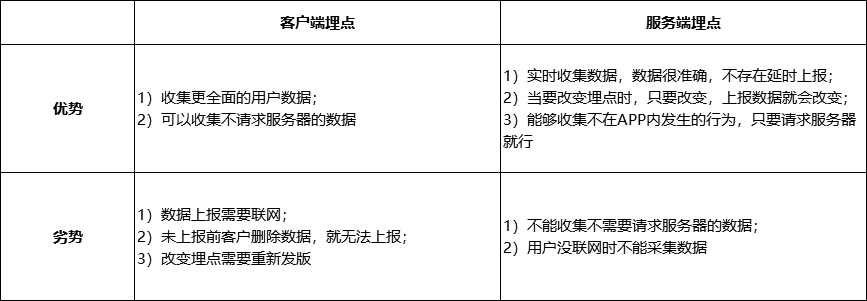 客户端埋点
服务端埋点
优势
1）收集更全面的用户数据；
2）可以收集不请求服务器的数据
1）实时收集数据，数据很准确，不存在延时上报；
2）当要改变埋点时，只要改变，上报数据就会改变；
3）能够收集不在APP内发生的行为，只要请求服务器
就行
劣势
1）数据上报需要联网；
2）未上报前客户删除数据，就无法上报；
3）改变埋点需要重新发版
1）不能收集不需要请求服务器的数据；
2）用户没联网时不能采集数据